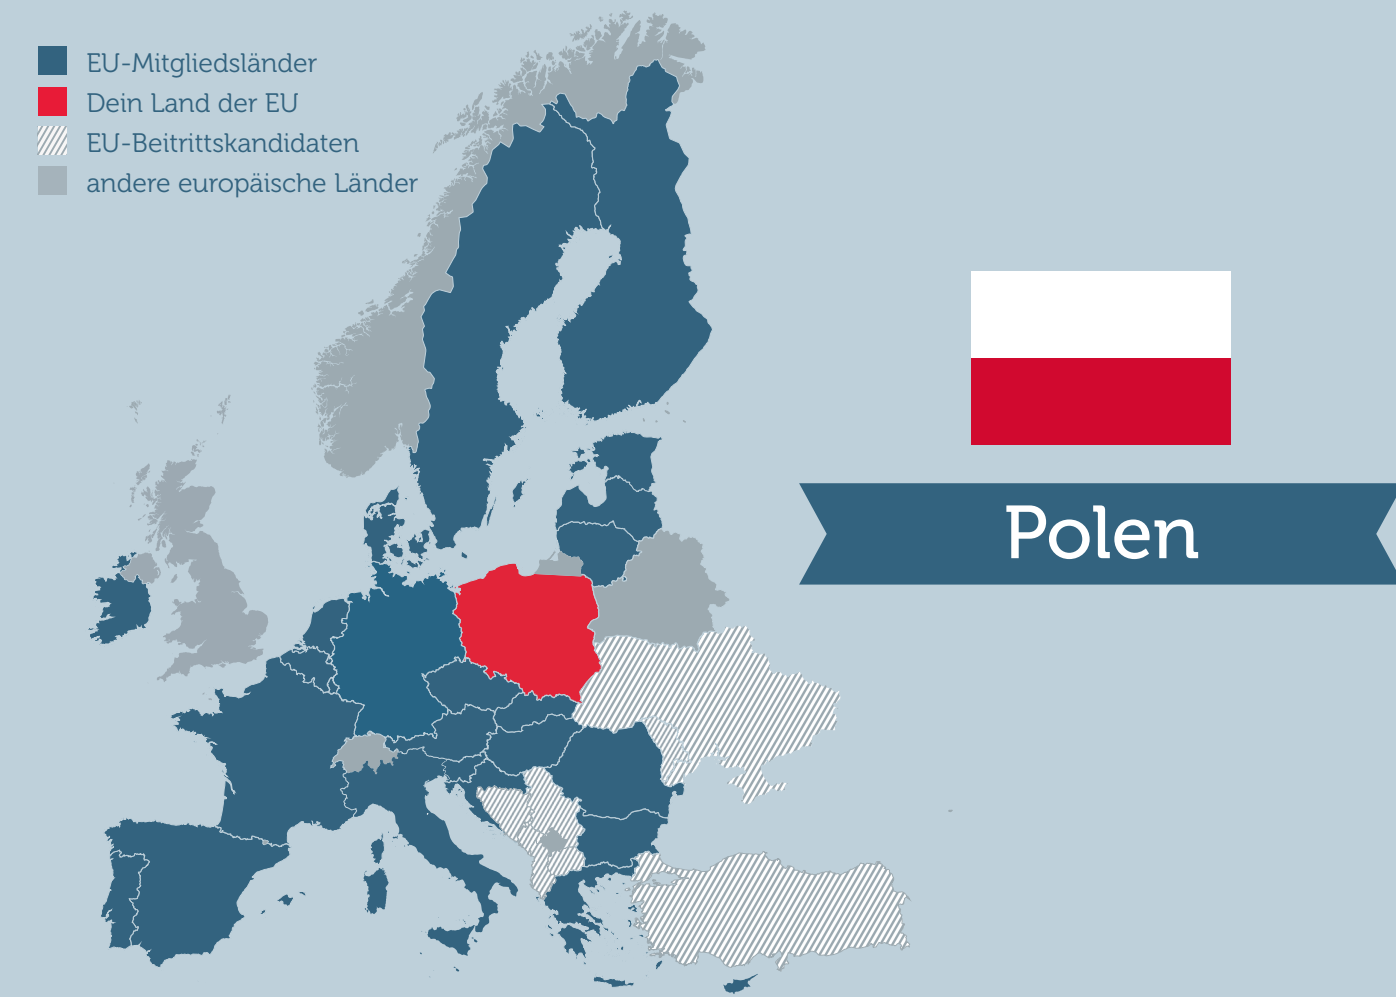 EU-Mitgliedsländer
Dein Land der EU
EU-Beitrittskandidaten
andere europäische Länder
Polen